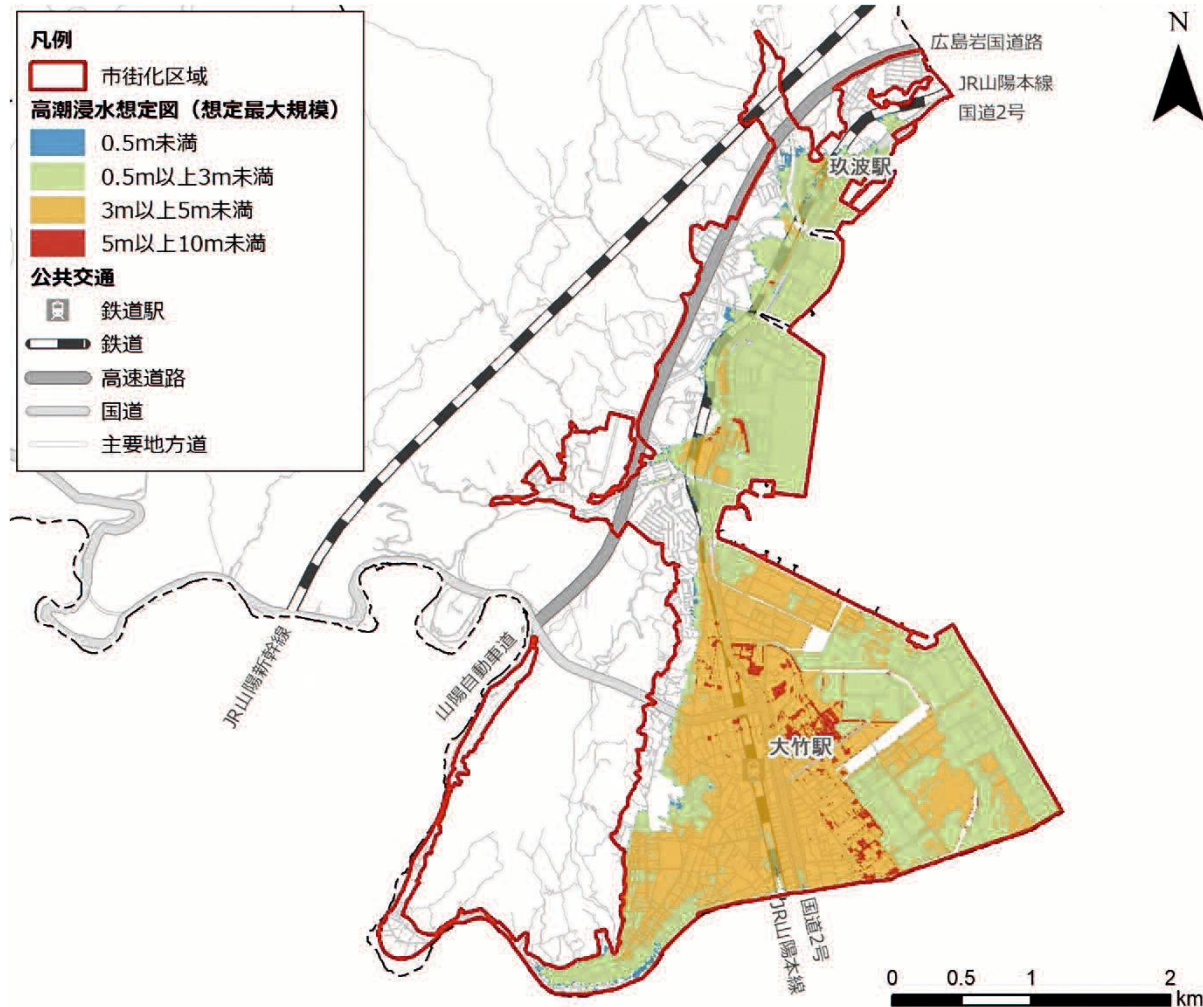 凡例
市街化区域
高潮浸水想定図（想定最大規模）
0.5m未満
0.5m以上3m未満
3m以上5m未満
5m以上10m未満
公共交通
鉄道駅
鉄道
高速道路
国道
主要地方道
N
広島岩国道路
JR山陽本線
国道2号
玖波駅
JR山陽新幹線
山陽自動車道
大竹駅
国道2号
JR山陽本線
0 0.5 1 2
km